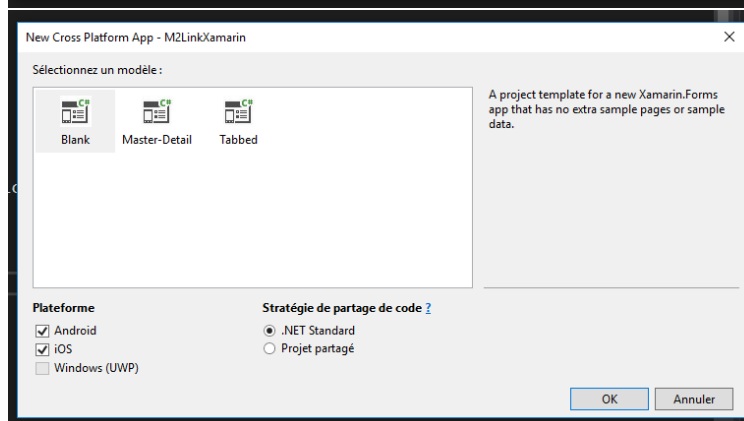 New Cross Platform App - M2LinkXamarin
Sélectionnez un modèle :
C#
C#
C#
Blank
Master-Detail
Tabbed
A project template for a new Xamarin.Forms
app that has no extra sample pages or sample
data.
Plateforme
Android
iOS
Windows (UWP)
Stratégie de partage de code ?
.NET Standard
Projet partagé
OK
Annuler